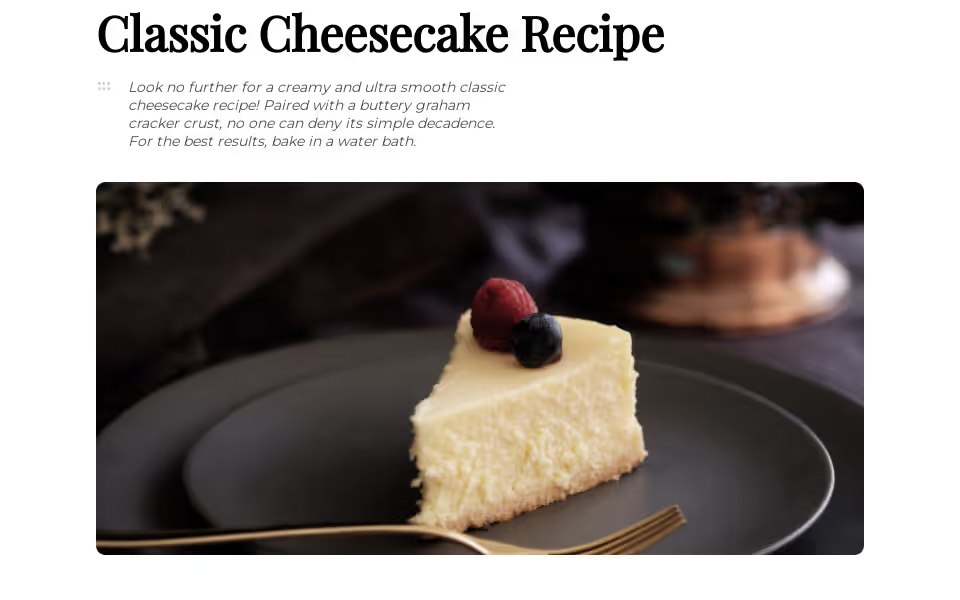 Classic Cheesecake Recipe
Look no further for a creamy and ultra smooth classic
cheesecake recipe! Paired with a buttery graham
cracker crust, no one can deny its simple decadence.
For the best results, bake in a water bath.